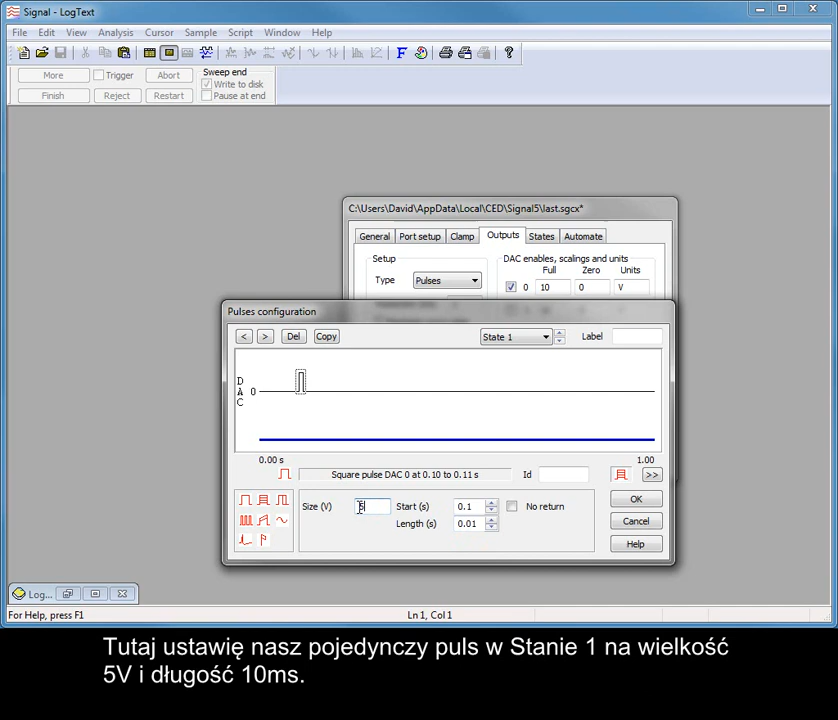 Signal - LogText
File Edit View Analysis Cursor Sample Script Window Help
More Trigger Abort
Sweep end
Write to disk
Finish Reject Restart
Pause at end
C:\Users\David\AppData\Local\CED\Signal5\last.sgcx*
General Port setup Clamp Outputs States Automate
Setup
DAC enables, scalings and units
Full Zero Units
Type Pulses
0 10 0 V
Pulses configuration
< > Del Copy State 1 Label
D
A 0
C
0.00 s 1.00
Square pulse DAC 0 at 0.10 to 0.11 s Id >>
Size (V) 5 Start (s) 0.1 No return
Length (s) 0.01
OK
Cancel
Help
Log...
For Help, press F1 Ln 1, Col 1
Tutaj ustawię nasz pojedynczy puls w Stanie 1 na wielkość
5V i długość 10ms.